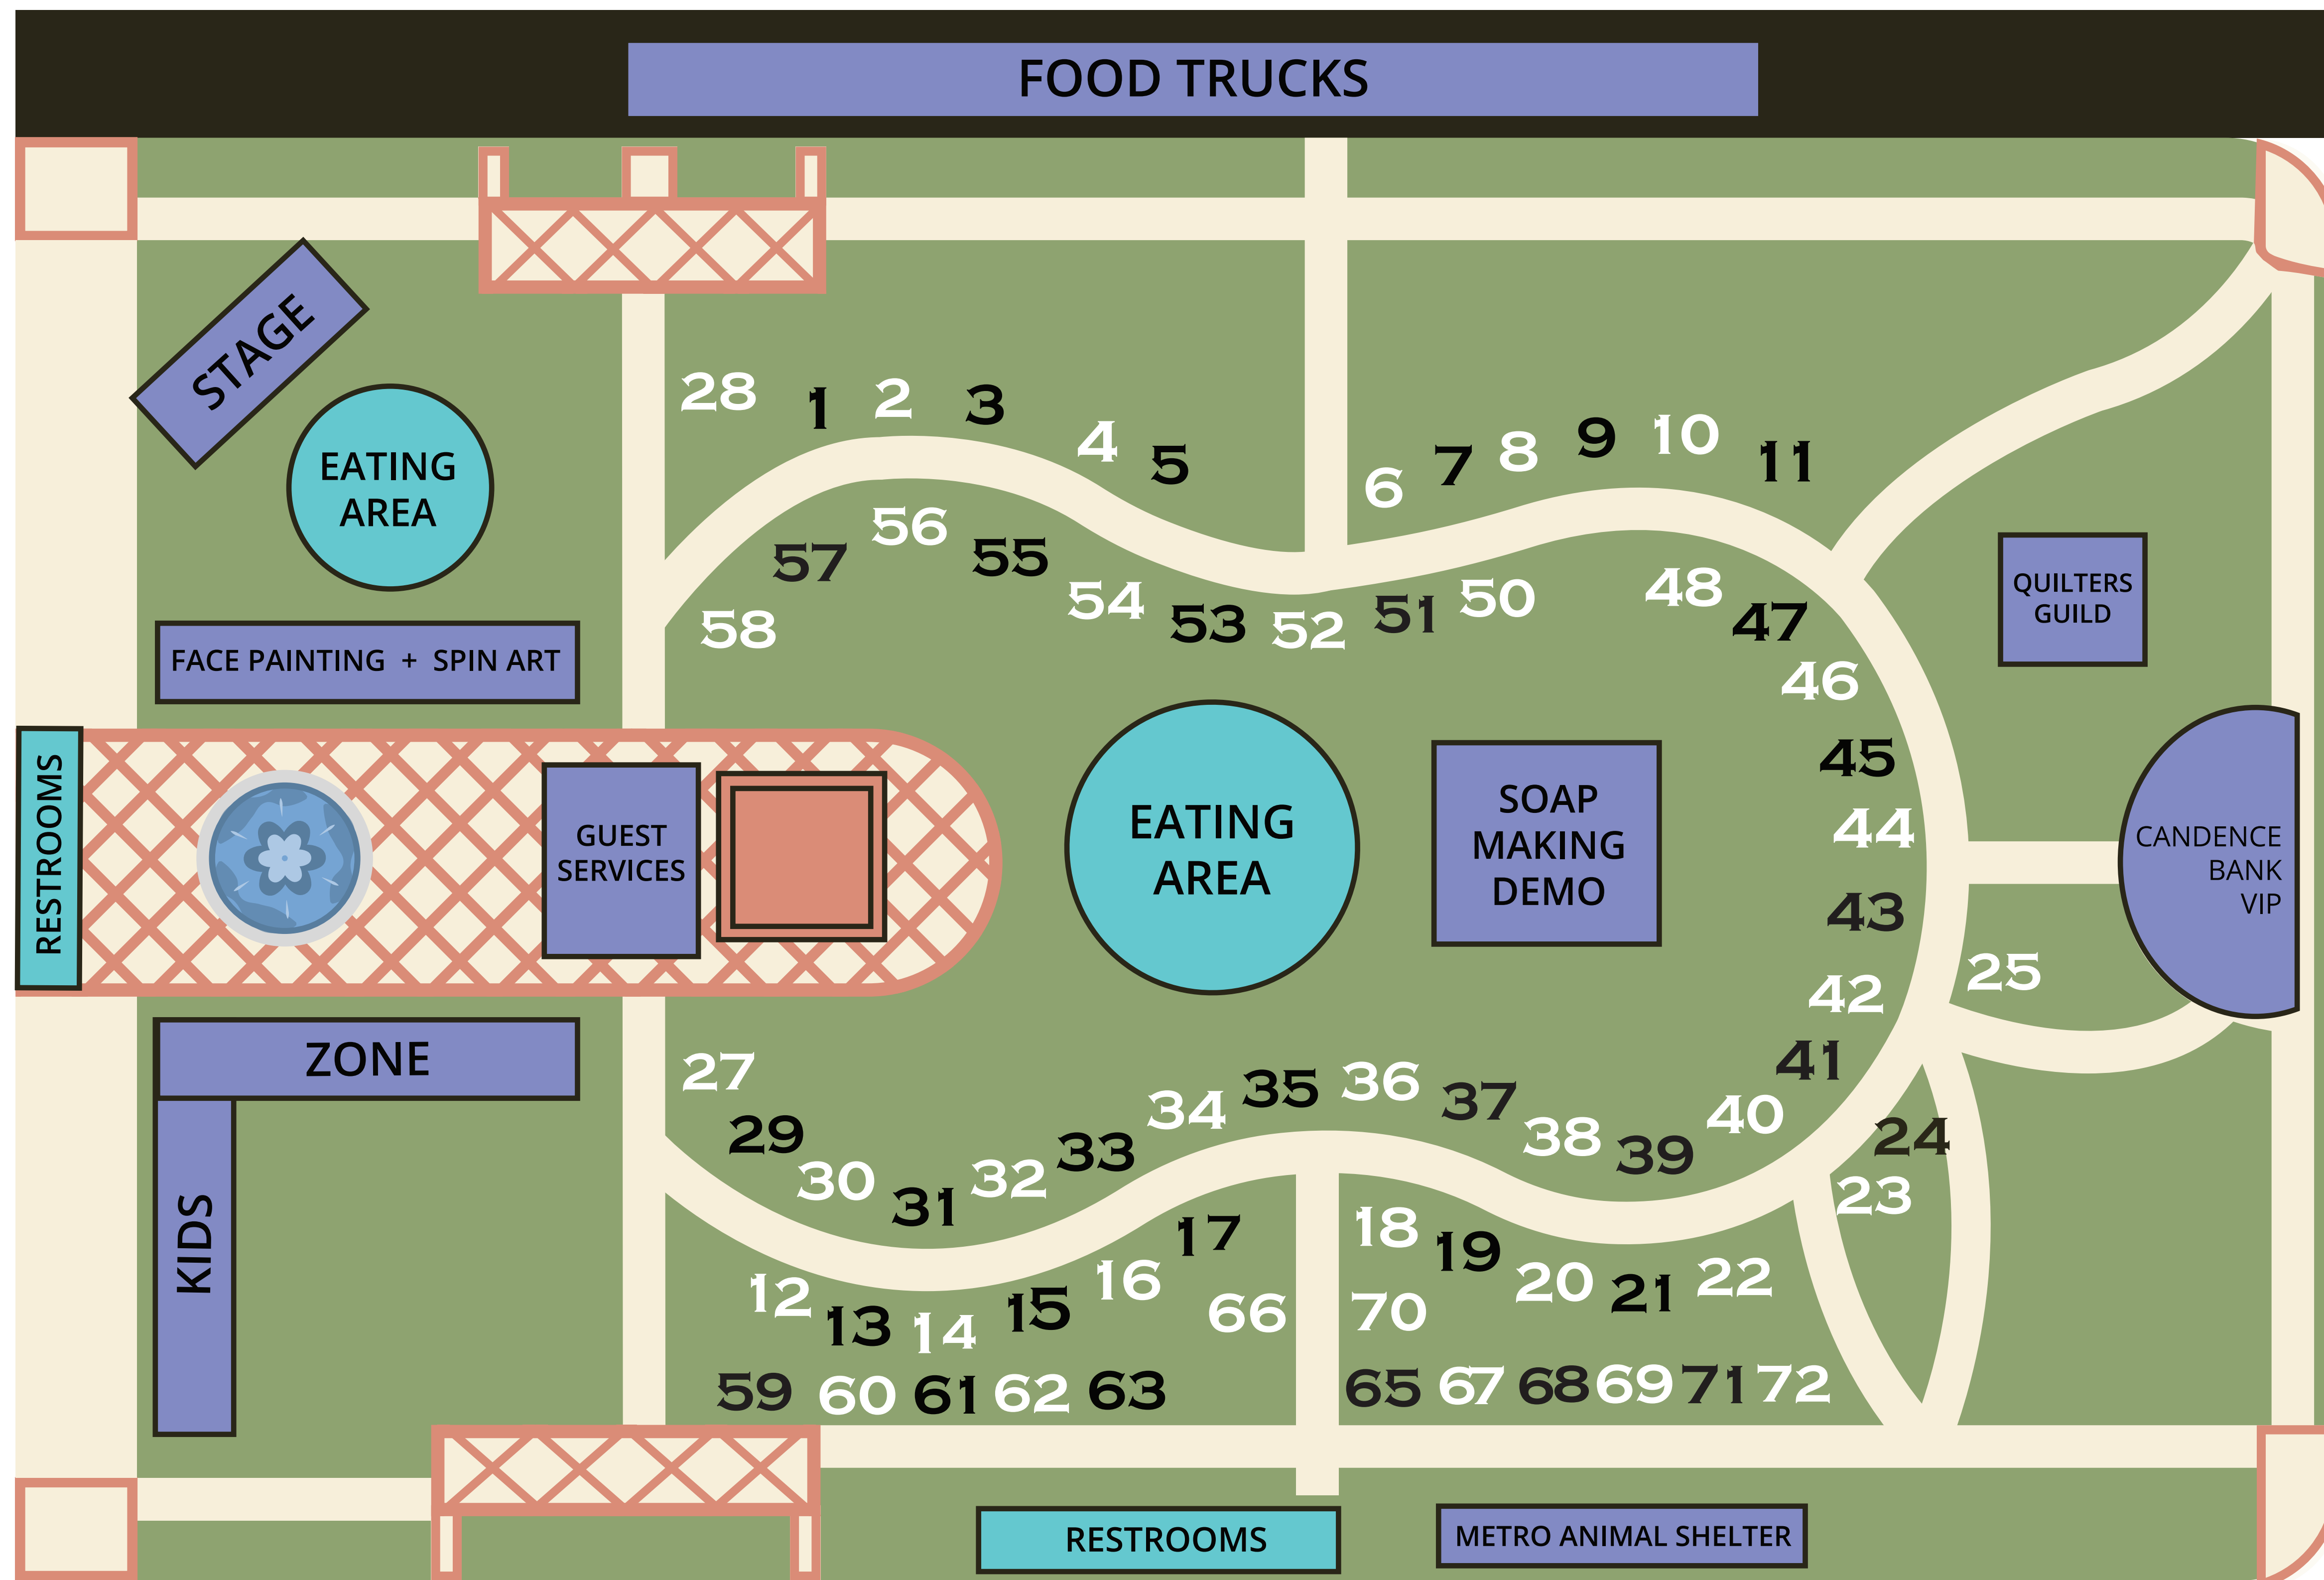 FOOD TRUCKS
STAGE
EATING
AREA
28 1 2 3 4 5
6 7 8 9 10 11
58 57 56 55 54 53 52 51 50 48 47
46
45
44
43
42
41
40
QUILTERS
GUILD
FACE PAINTING + SPIN ART
RESTROOMS
GUEST
SERVICES
EATING
AREA
SOAP
MAKING
DEMO
CANDENCE
BANK
VIP
25
24
23
ZONE
KIDS
27 29 30 31 32 33 34 35 36 37 38 39
12 13 14 15 16 17
18 19 20 21 22
66 70
59 60 61 62 63
65 67 68 69 71 72
RESTROOMS
METRO ANIMAL SHELTER